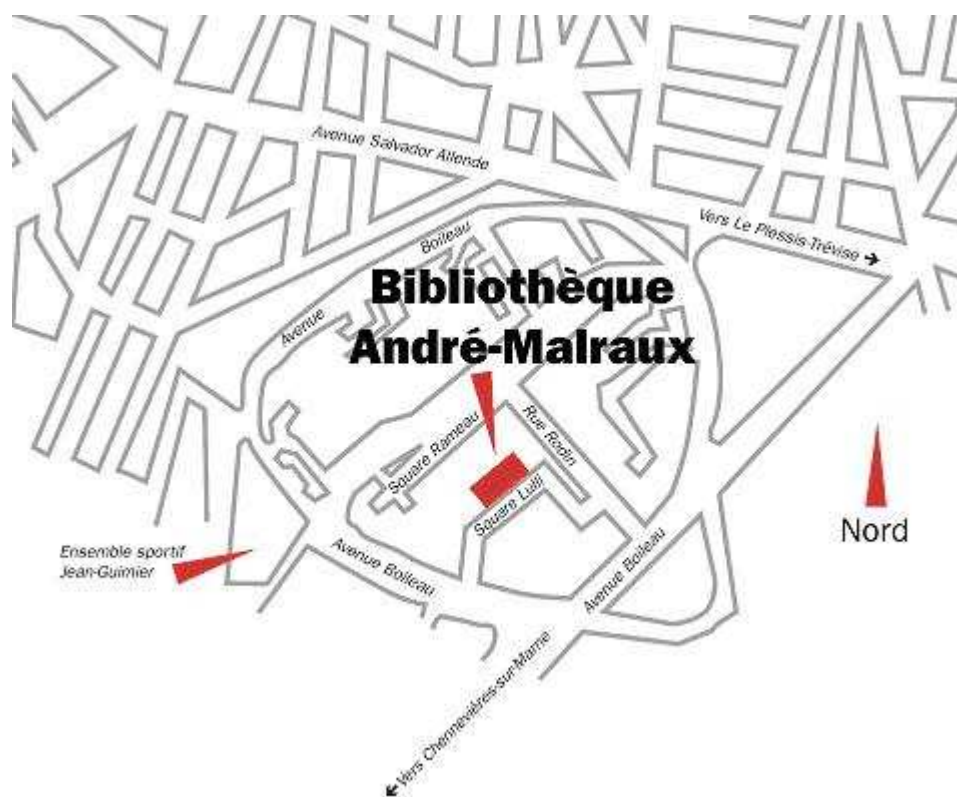 Avenue Salvador Allende
Vers Le Plessis-Trévise
Boileau
Avenue
Bibliothèque
André-Malraux
Square Rameau
Rue Rodin
Square Lulli
Nord
Ensemble sportif
Jean-Guimier
Avenue Boileau
Avenue Boileau
Vers Chennevières-sur-Marne